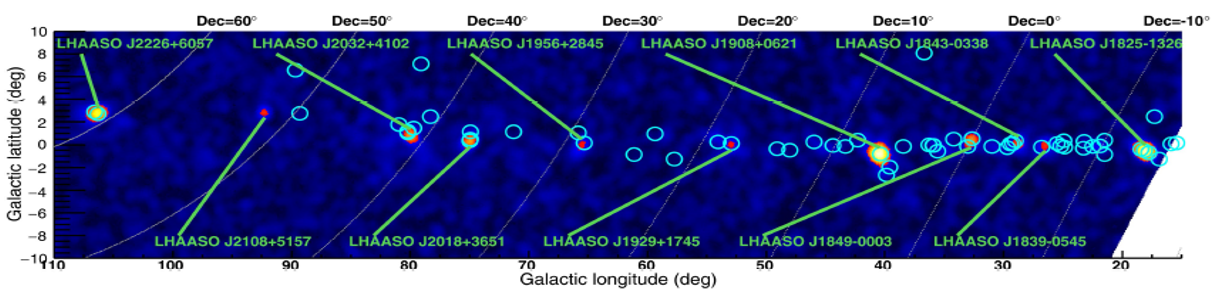 Dec=60° Dec=50° Dec=40° Dec=30° Dec=20° Dec=10° Dec=0° Dec=-10°
10
LHAASO J2226+6057 LHAASO J2032+4102 LHAASO J1956+2845 LHAASO J1908+0621 LHAASO J1843-0338 LHAASO J1825-1326
8
6
4
2
0
−2
−4
−6
−8
−10
Galactic latitude (deg)
LHAASO J2108+5157 LHAASO J2018+3651 LHAASO J1929+1745 LHAASO J1849-0003 LHAASO J1839-0545
110 100 90 80 70 60 50 40 30 20
Galactic longitude (deg)